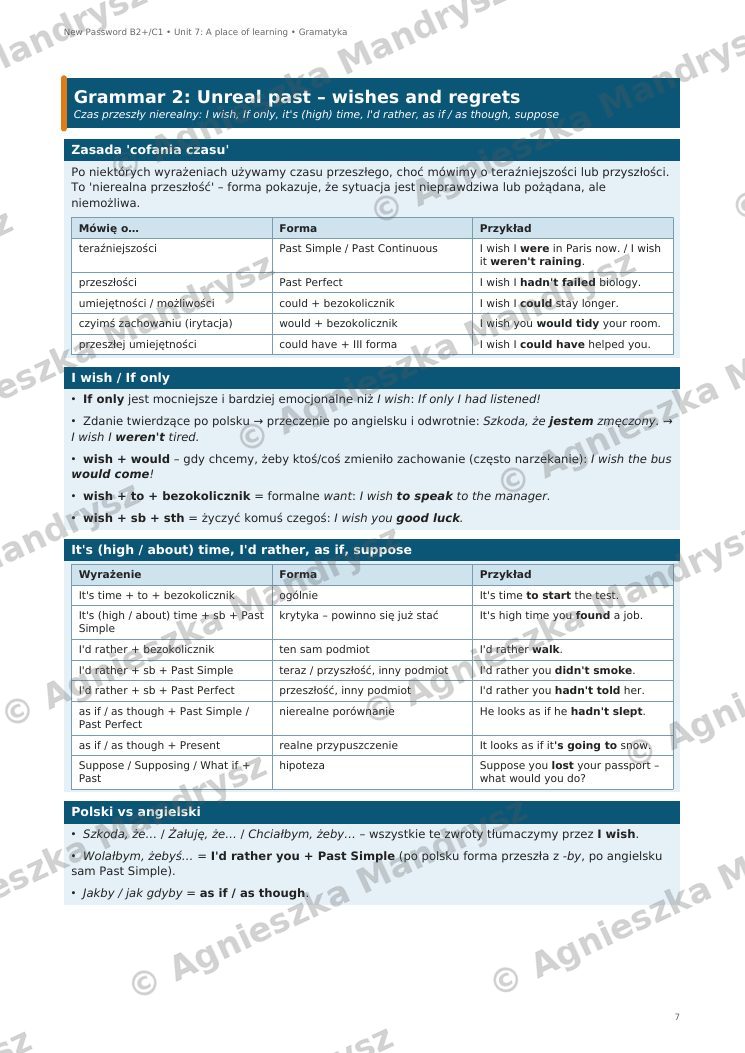 New Password B2+/C1 • Unit 7: A place of learning • Gramatyka
Grammar 2: Unreal past – wishes and regrets
Czas przeszły nierealny: I wish, If only, it's (high) time, I'd rather, as if / as though, suppose
Zasada 'cofania czasu'
Po niektórych wyrażeniach używamy czasu przeszłego, choć mówimy o teraźniejszości lub przyszłości.
To 'nierealna przeszłość' – forma pokazuje, że sytuacja jest nieprawdziwa lub pożądana, ale
niemożliwa.
Mówię o… Forma Przykład
teraźniejszości Past Simple / Past Continuous I wish I were in Paris now. / I wish
it weren't raining.
przeszłości Past Perfect I wish I hadn't failed biology.
umiejętności / możliwości could + bezokolicznik I wish I could stay longer.
czyimś zachowaniu (irytacja) would + bezokolicznik I wish you would tidy your room.
przeszłej umiejętności could have + III forma I wish I could have helped you.
I wish / If only
• If only jest mocniejsze i bardziej emocjonalne niż I wish: If only I had listened!
• Zdanie twierdzące po polsku → przeczenie po angielsku i odwrotnie: Szkoda, że jestem zmęczony. →
I wish I weren't tired.
• wish + would – gdy chcemy, żeby ktoś/coś zmieniło zachowanie (często narzekanie): I wish the bus
would come!
• wish + to + bezokolicznik = formalne want: I wish to speak to the manager.
• wish + sb + sth = życzyć komuś czegoś: I wish you good luck.
It's (high / about) time, I'd rather, as if, suppose
Wyrażenie Forma Przykład
It's time + to + bezokolicznik ogólnie It's time to start the test.
It's (high / about) time + sb + Past krytyka – powinno się już stać It's high time you found a job.
Simple
I'd rather + bezokolicznik ten sam podmiot I'd rather walk.
I'd rather + sb + Past Simple teraz / przyszłość, inny podmiot I'd rather you didn't smoke.
I'd rather + sb + Past Perfect przeszłość, inny podmiot I'd rather you hadn't told her.
as if / as though + Past Simple / nierealne porównanie He looks as if he hadn't slept.
Past Perfect
as if / as though + Present realne przypuszczenie It looks as if it's going to snow.
Suppose / Supposing / What if + hipoteza Suppose you lost your passport –
Past what would you do?
Polski vs angielski
• Szkoda, że… / Żałuję, że… / Chciałbym, żeby… – wszystkie te zwroty tłumaczymy przez I wish.
• Wolałbym, żebyś… = I'd rather you + Past Simple (po polsku forma przeszła z -by, po angielsku
sam Past Simple).
• Jakby / jak gdyby = as if / as though.
7
© Agnieszka Mandrysz